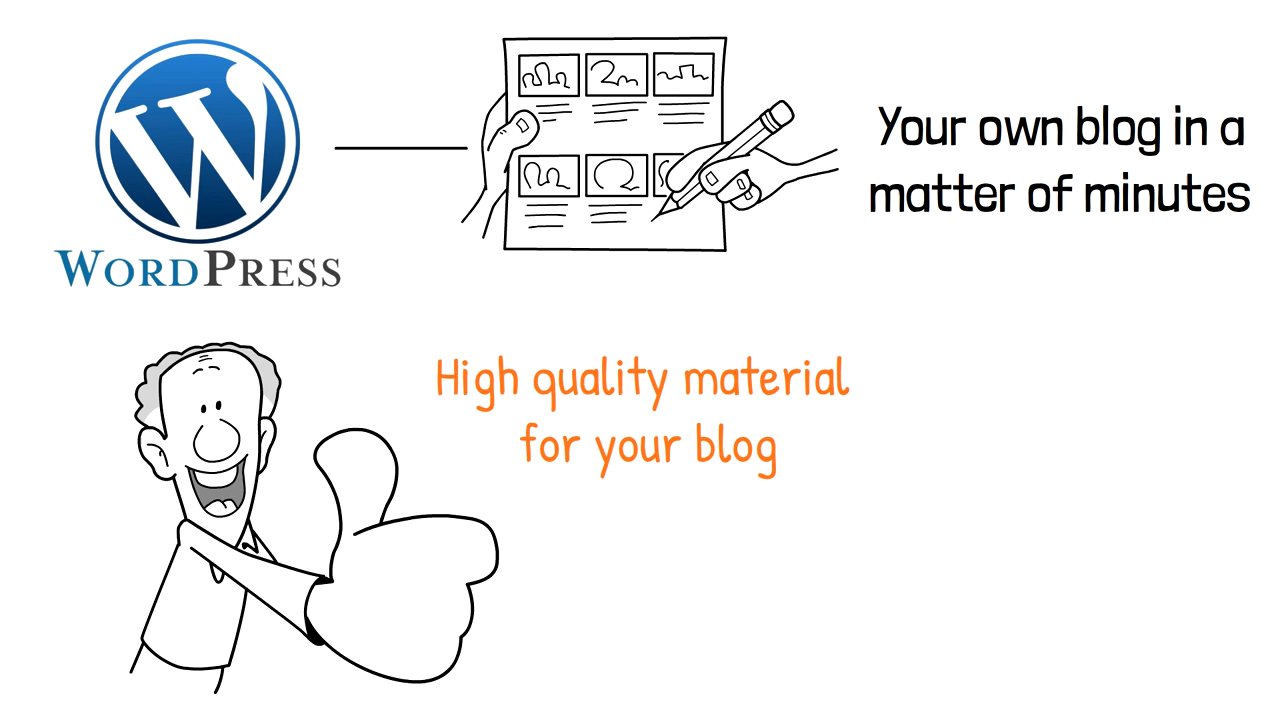 WORDPRESS
Your own blog in a
matter of minutes
High quality material
for your blog